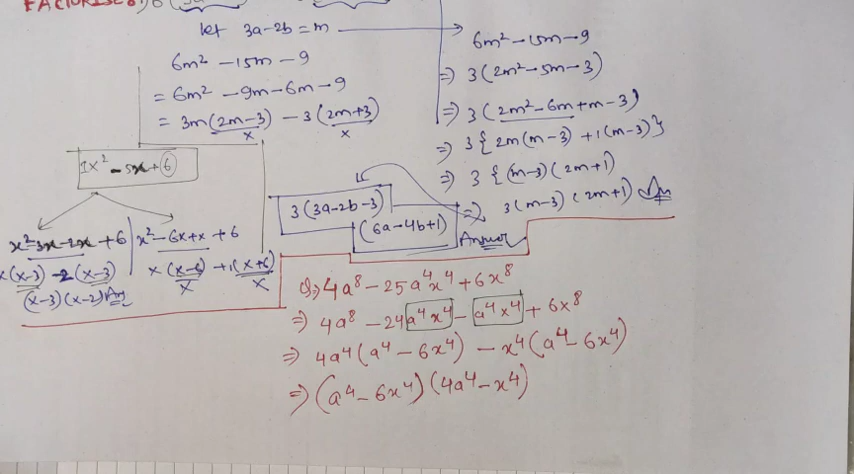 FACTORISE
let 3a-2b = m
6m² - 15m - 9
= 6m² - 9m - 6m - 9
= 3m(2m-3) - 3(2m+3)
x x
6m² - 15m - 9
⇒ 3(2m² - 5m - 3)
⇒ 3(2m² - 6m + m - 3)
⇒ 3{2m(m-3) + 1(m-3)}
⇒ 3{(m-3)(2m+1)
⇒ 3(m-3)(2m+1) Ans
3(3a-2b-3)
(6a-4b+1) Answer
1x² - 5x + 6
x² 3x - 2x + 6
x(x-3) - 2(x-3)
(x-3)(x-2) Ans
x² - 6x + x + 6
x(x-6) + 1(x+6)
x x
Q, 4a⁸ - 25a⁴x⁴ + 6x⁸
⇒ 4a⁸ - 24a⁴x⁴ - a⁴x⁴ + 6x⁸
⇒ 4a⁴(a⁴ - 6x⁴) - x⁴(a⁴ - 6x⁴)
⇒ (a⁴ - 6x⁴)(4a⁴ - x⁴)